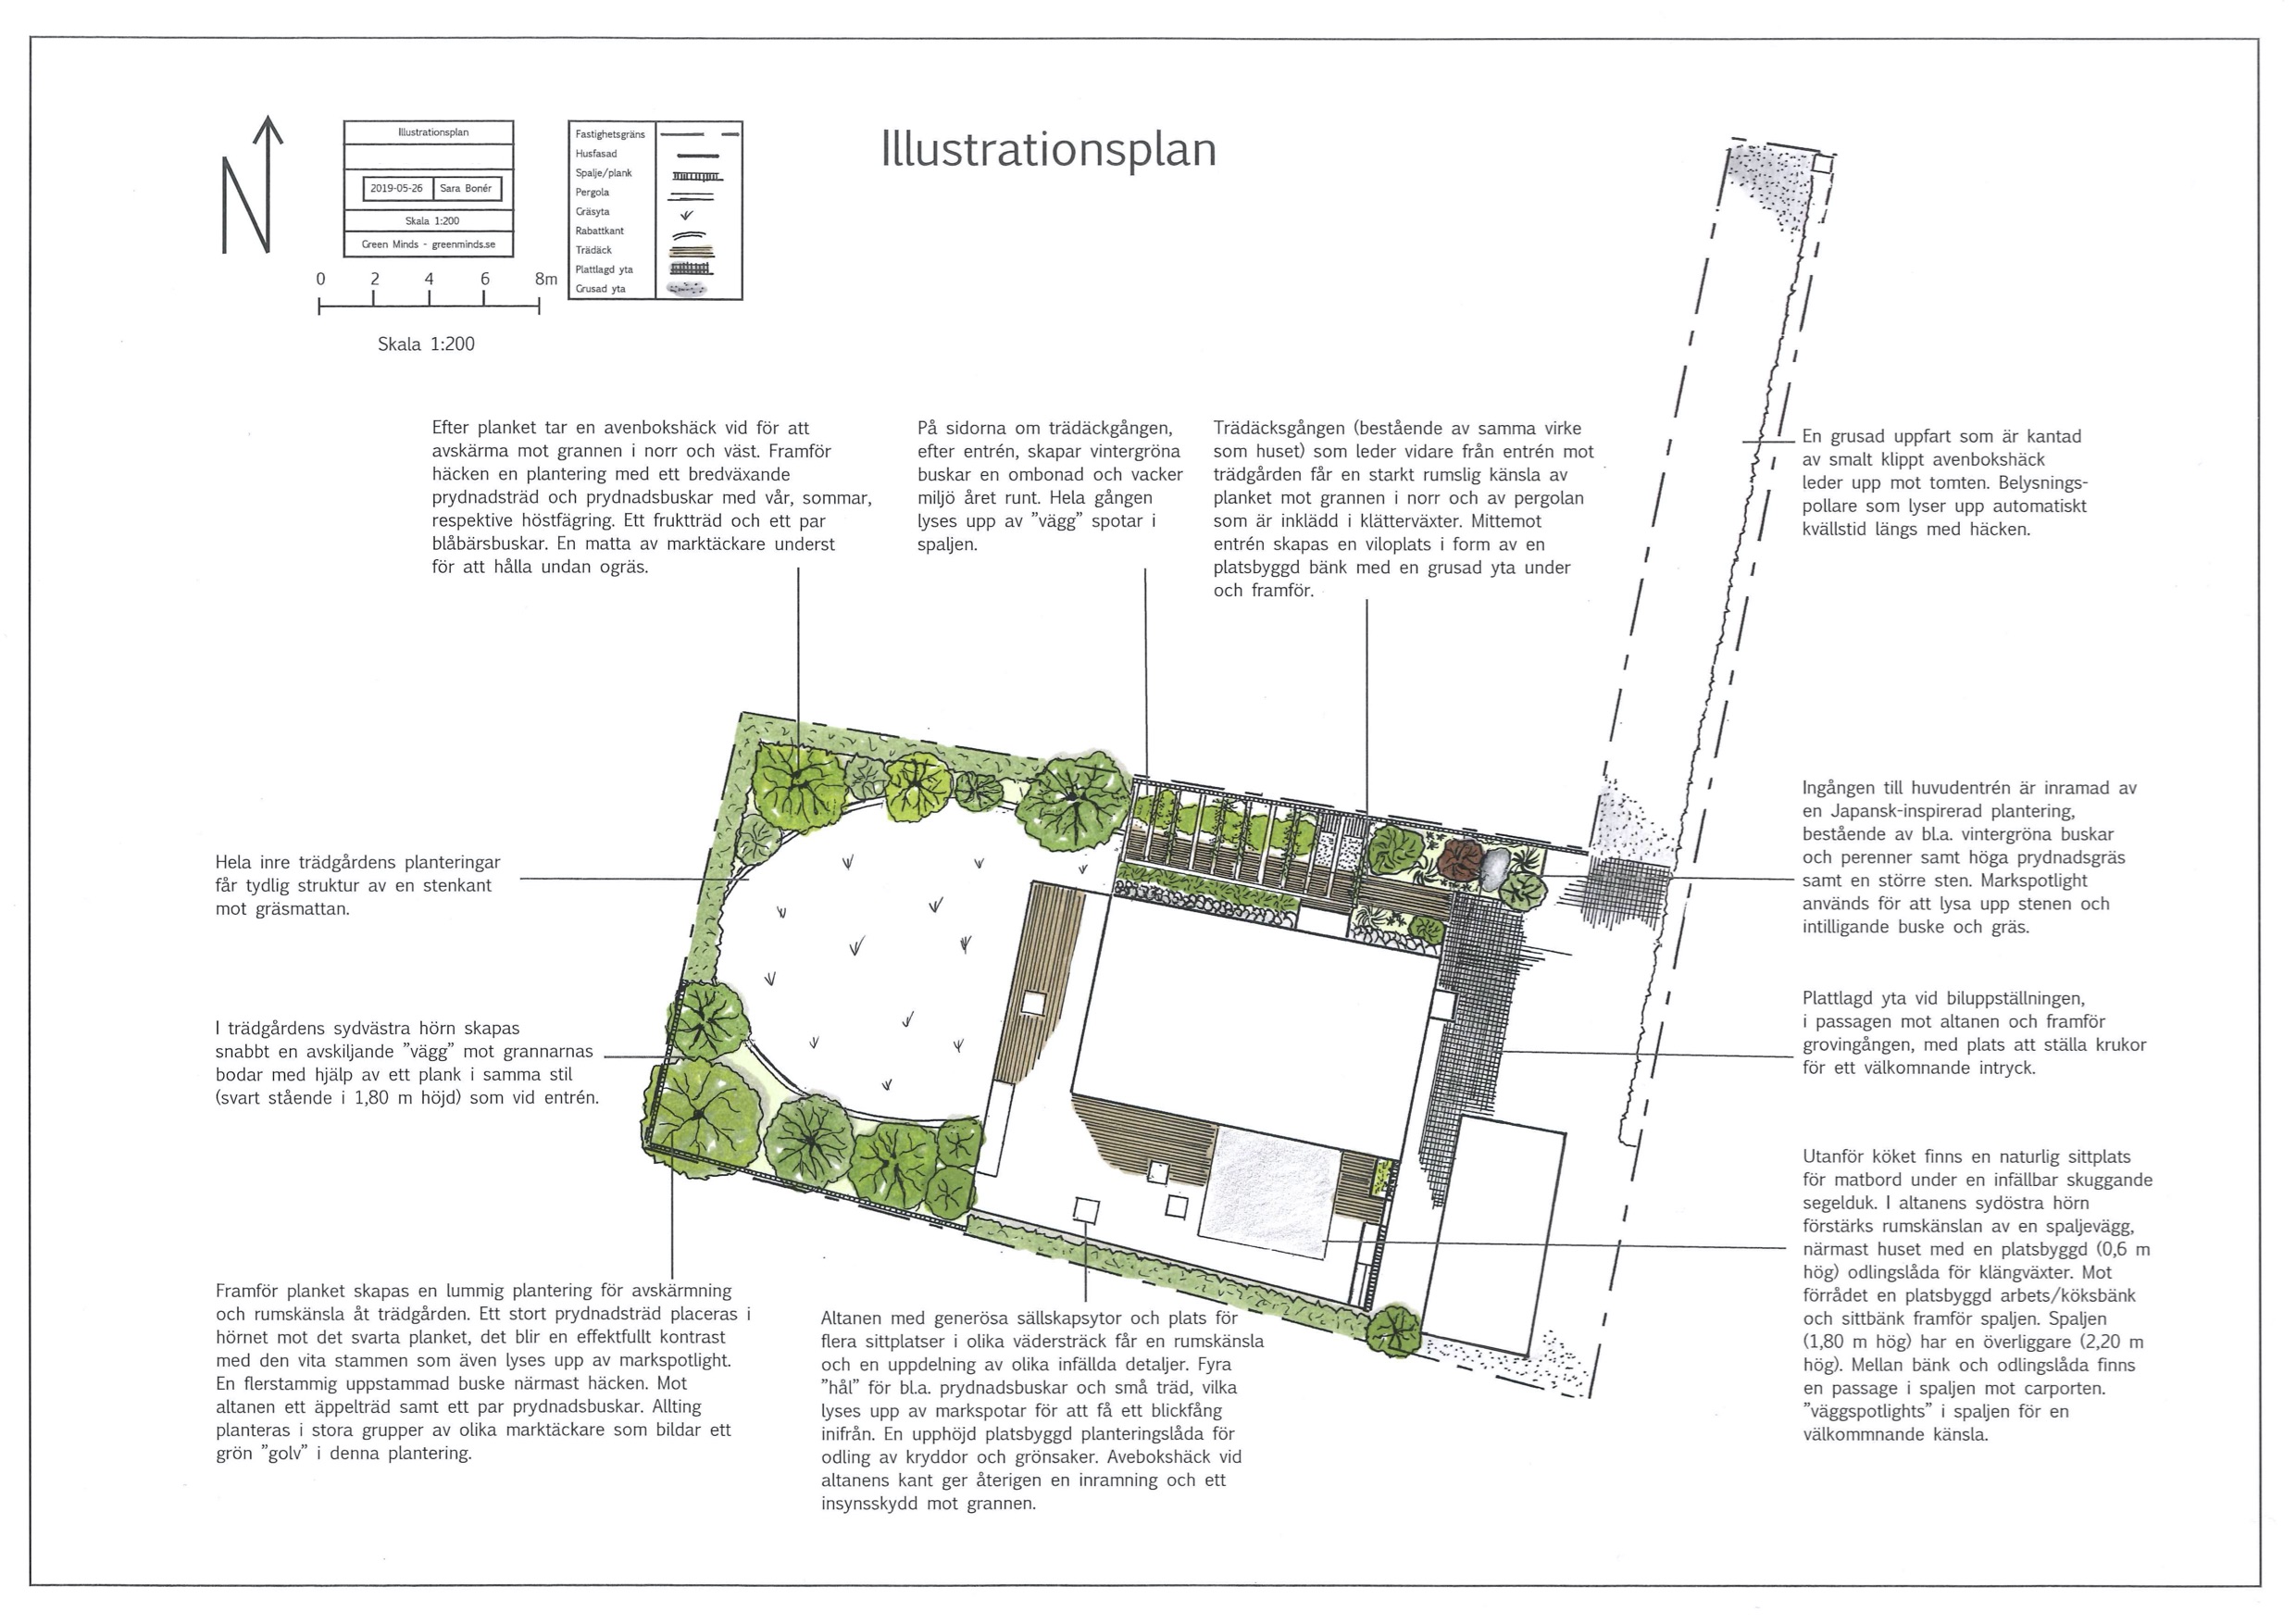 Illustrationsplan
N
Illustrationsplan
2019-05-26 Sara Bonér
Skala 1:200
Green Minds - greenminds.se
0 2 4 6 8m
Skala 1:200
Fastighetsgräns
Husfasad
Spalje/plank
Pergola
Gräsyta
Rabattkant
Trädäck
Plattlagd yta
Grusad yta
Efter planket tar en avenbokshäck vid för att
avskärma mot grannen i norr och väst. Framför
häcken en plantering med ett bredväxande
prydnadsträd och prydnadsbuskar med vår, sommar,
respektive höstfägring. Ett fruktträd och ett par
blåbärsbuskar. En matta av marktäckare underst
för att hålla undan ogräs.
På sidorna om trädäckgången,
efter entrén, skapar vintergröna
buskar en ombonad och vacker
miljö året runt. Hela gången
lyses upp av ”vägg” spotar i
spaljen.
Trädäcksgången (bestående av samma virke
som huset) som leder vidare från entrén mot
trädgården får en starkt rumslig känsla av
planket mot grannen i norr och av pergolan
som är inklädd i klätterväxter. Mittemot
entrén skapas en viloplats i form av en
platsbyggd bänk med en grusad yta under
och framför.
En grusad uppfart som är kantad
av smalt klippt avenbokshäck
leder upp mot tomten. Belysnings-
pollare som lyser upp automatiskt
kvällstid längs med häcken.
Ingången till huvudentrén är inramad av
en Japansk-inspirerad plantering,
bestående av bl.a. vintergröna buskar
och perenner samt höga prydnadsgräs
samt en större sten. Markspotlight
används för att lysa upp stenen och
intilligande buske och gräs.
Hela inre trädgårdens planteringar
får tydlig struktur av en stenkant
mot gräsmattan.
I trädgårdens sydvästra hörn skapas
snabbt en avskiljande ”vägg” mot grannarnas
bodar med hjälp av ett plank i samma stil
(svart stående i 1,80 m höjd) som vid entrén.
Plattlagd yta vid biluppställningen,
i passagen mot altanen och framför
grovingången, med plats att ställa krukor
för ett välkomnande intryck.
Utanför köket finns en naturlig sittplats
för matbord under en infällbar skuggande
segelduk. I altanens sydöstra hörn
förstärks rumskänslan av en spaljevägg,
närmast huset med en platsbyggd (0,6 m
hög) odlingslåda för klängväxter. Mot
förrådet en platsbyggd arbets/köksbänk
och sittbänk framför spaljen. Spaljen
(1,80 m hög) har en överliggare (2,20 m
hög). Mellan bänk och odlingslåda finns
en passage i spaljen mot carporten.
”väggspotlights” i spaljen för en
välkommnande känsla.
Framför planket skapas en lummig plantering för avskärmning
och rumskänsla åt trädgården. Ett stort prydnadsträd placeras i
hörnet mot det svarta planket, det blir en effektfullt kontrast
med den vita stammen som även lyses upp av markspotlight.
En flerstammig uppstammad buske närmast häcken. Mot
altanen ett äppelträd samt ett par prydnadsbuskar. Allting
planteras i stora grupper av olika marktäckare som bildar ett
grön ”golv” i denna plantering.
Altanen med generösa sällskapsytor och plats för
flera sittplatser i olika vädersträck får en rumskänsla
och en uppdelning av olika infällda detaljer. Fyra
”hål” för bl.a. prydnadsbuskar och små träd, vilka
lyses upp av markspotar för att få ett blickfång
inifrån. En upphöjd platsbyggd planteringslåda för
odling av kryddor och grönsaker. Avebokshäck vid
altanens kant ger återigen en inramning och ett
insynsskydd mot grannen.